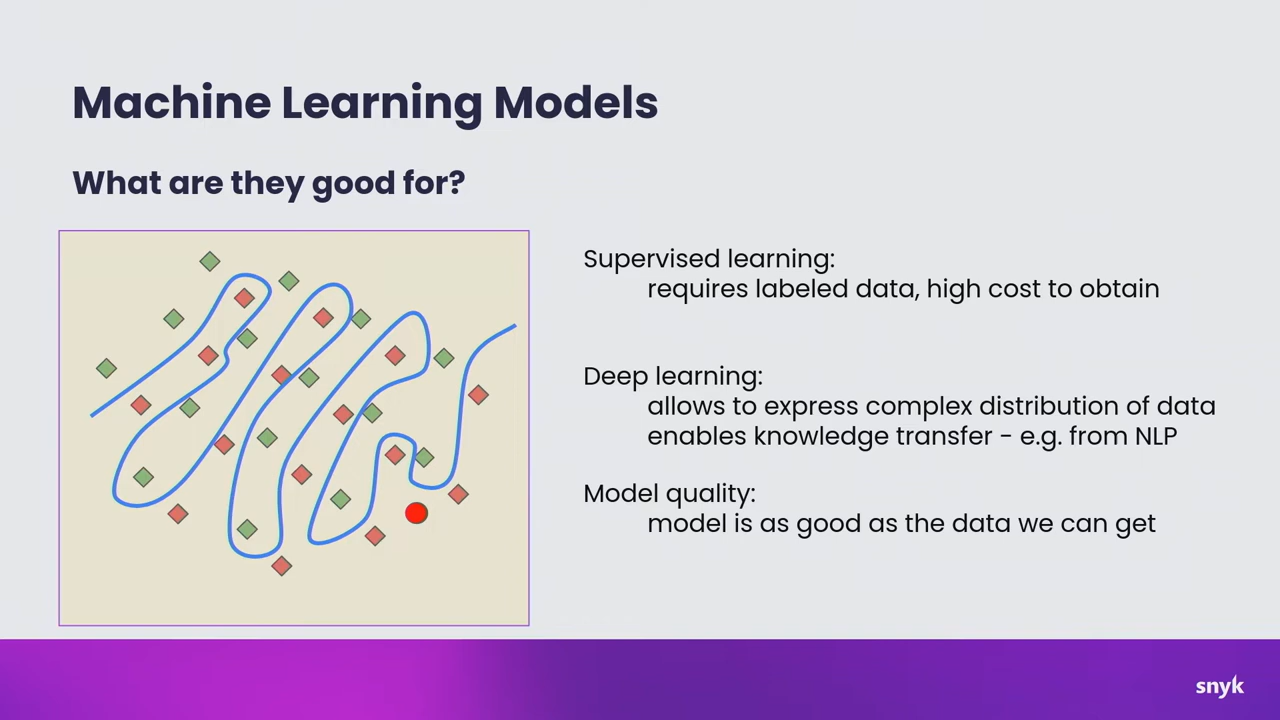 Machine Learning Models
What are they good for?
Supervised learning:
requires labeled data, high cost to obtain
Deep learning:
allows to express complex distribution of data
enables knowledge transfer - e.g. from NLP
Model quality:
model is as good as the data we can get
snyk